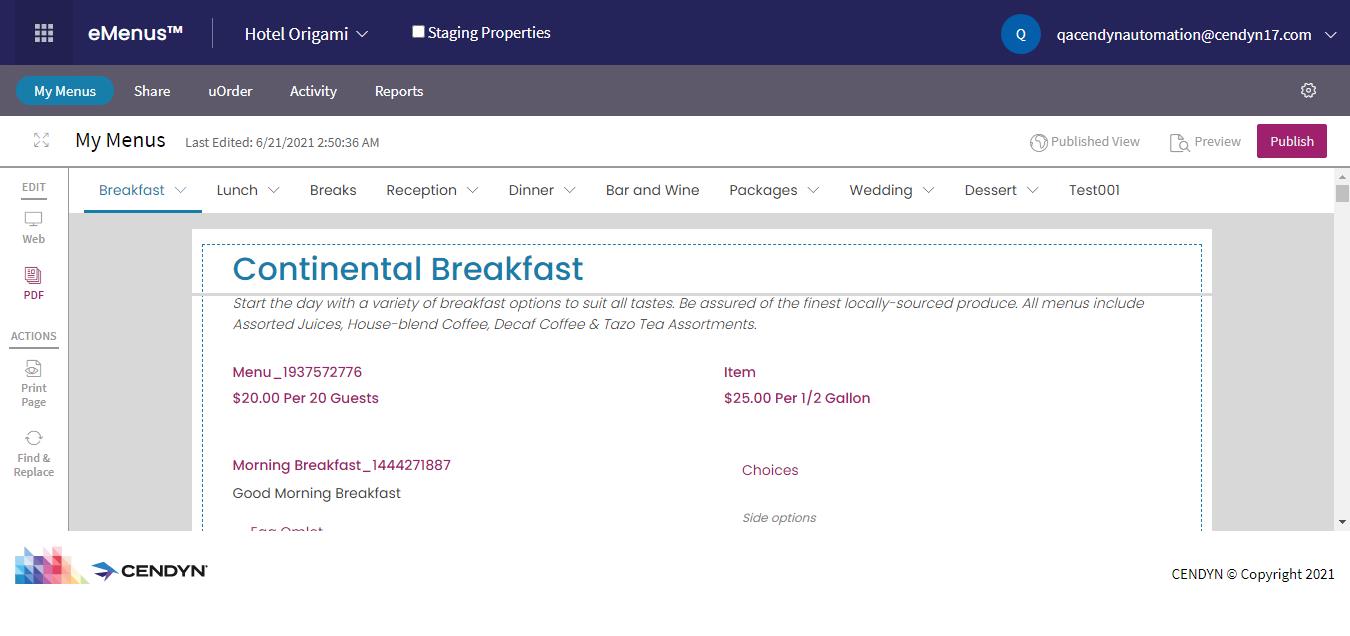 eMenus™ Hotel Origami Staging Properties Q qacendynautomation@cendyn17.com
My Menus Share uOrder Activity Reports
My Menus Last Edited: 6/21/2021 2:50:36 AM Published View Preview Publish
EDIT
Web
PDF
ACTIONS
Print
Page
Find &
Replace
Breakfast Lunch Breaks Reception Dinner Bar and Wine Packages Wedding Dessert Test001
Continental Breakfast
Start the day with a variety of breakfast options to suit all tastes. Be assured of the finest locally-sourced produce. All menus include
Assorted Juices, House-blend Coffee, Decaf Coffee & Tazo Tea Assortments.
Menu_1937572776
$20.00 Per 20 Guests
Item
$25.00 Per 1/2 Gallon
Morning Breakfast_1444271887
Good Morning Breakfast
Egg Omlet
Choices
Side options
CENDYN
CENDYN © Copyright 2021